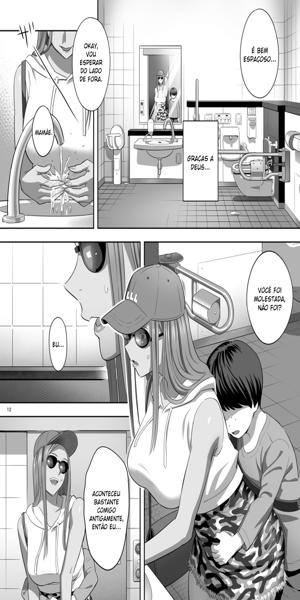 É BEM
ESPAÇOSO...
GRAÇAS A
DEUS...
OKAY,
VOU
ESPERAR
DO LADO
DE FORA.
MAMÃE.
VOCÊ FOI
MOLESTADA,
NÃO FOI?
EU...
12
ACONTECEU
BASTANTE
COMIGO
ANTIGAMENTE,
ENTÃO EU...